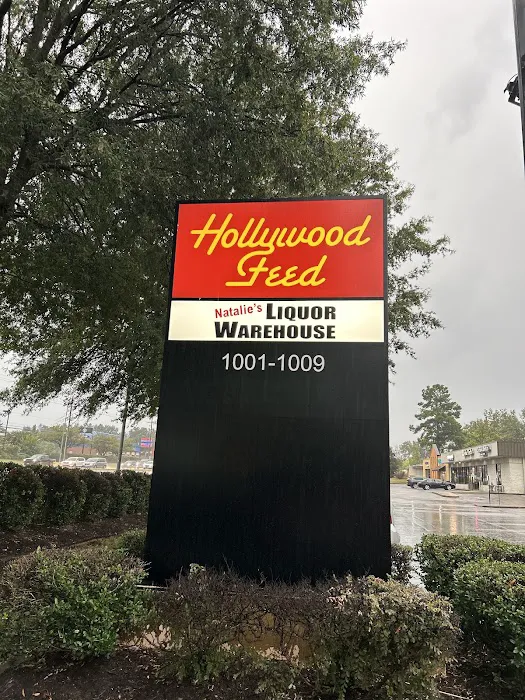 Hollywood
Feed
Natalie's LIQUOR
WAREHOUSE
1001-1009